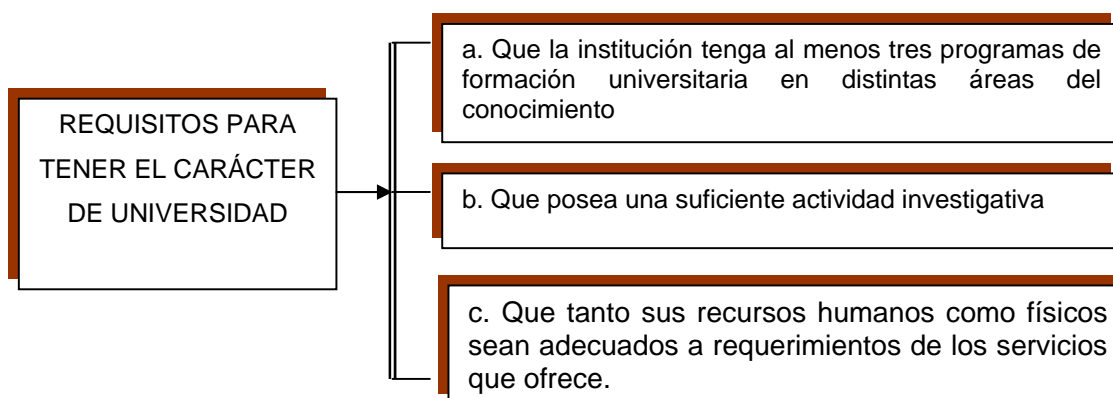 REQUISITOS PARA
TENER EL CARÁCTER
DE UNIVERSIDAD
a. Que la institución tenga al menos tres programas de
formación universitaria en distintas áreas del
conocimiento
b. Que posea una suficiente actividad investigativa
c. Que tanto sus recursos humanos como físicos
sean adecuados a requerimientos de los servicios
que ofrece.